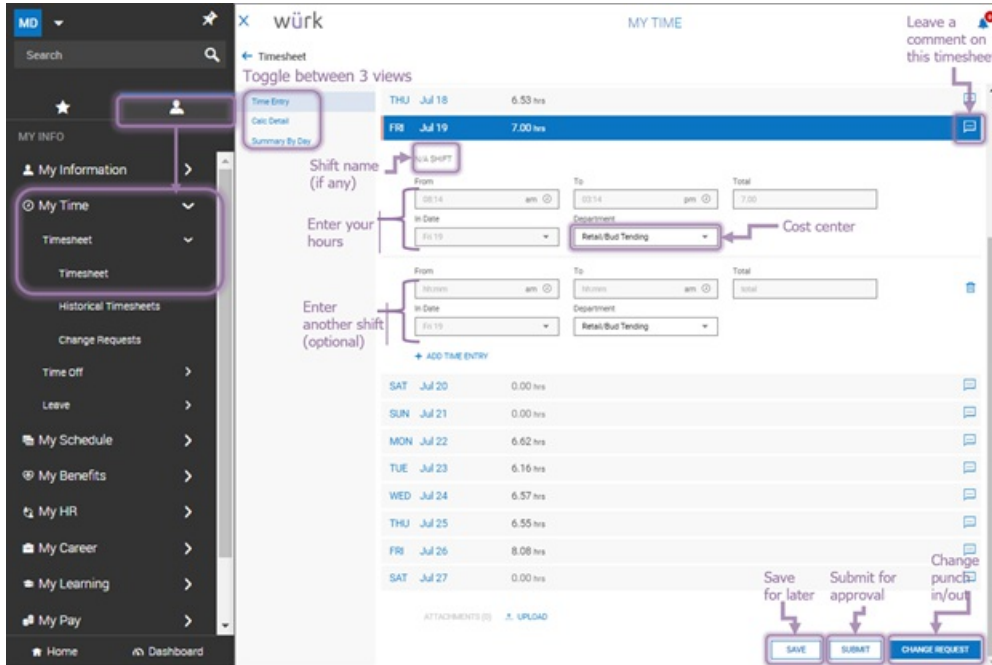 MD
Search
MY INFO
My Information
My Time
Timesheet
Timesheet
Historical Timesheets
Change Requests
Time Off
Leave
My Schedule
My Benefits
My HR
My Career
My Learning
My Pay
Home
Dashboard
würk
MY TIME
Leave a
comment on
this timesheet
Timesheet
Toggle between 3 views
Time Entry
Calc Detail
Summary By Day
THU Jul 18 6.53 hrs
FRI Jul 19 7.00 hrs
Shift name
(if any)
N/A SHIFT
From To Total
08:14 am 03:14 pm 7.00
Enter your
hours
In Date Department
Fri 19 Retail/Bud Tending
Cost center
From To Total
hh:mm am hh:mm am total
Enter
another shift
(optional)
In Date Department
Fri 19 Retail/Bud Tending
+ ADD TIME ENTRY
SAT Jul 20 0.00 hrs
SUN Jul 21 0.00 hrs
MON Jul 22 6.62 hrs
TUE Jul 23 6.16 hrs
WED Jul 24 6.57 hrs
THU Jul 25 6.55 hrs
FRI Jul 26 8.08 hrs
SAT Jul 27 0.00 hrs
Save
for later
Submit for
approval
Change
punch
in/out
ATTACHMENTS (0) UPLOAD
SAVE SUBMIT CHANGE REQUEST